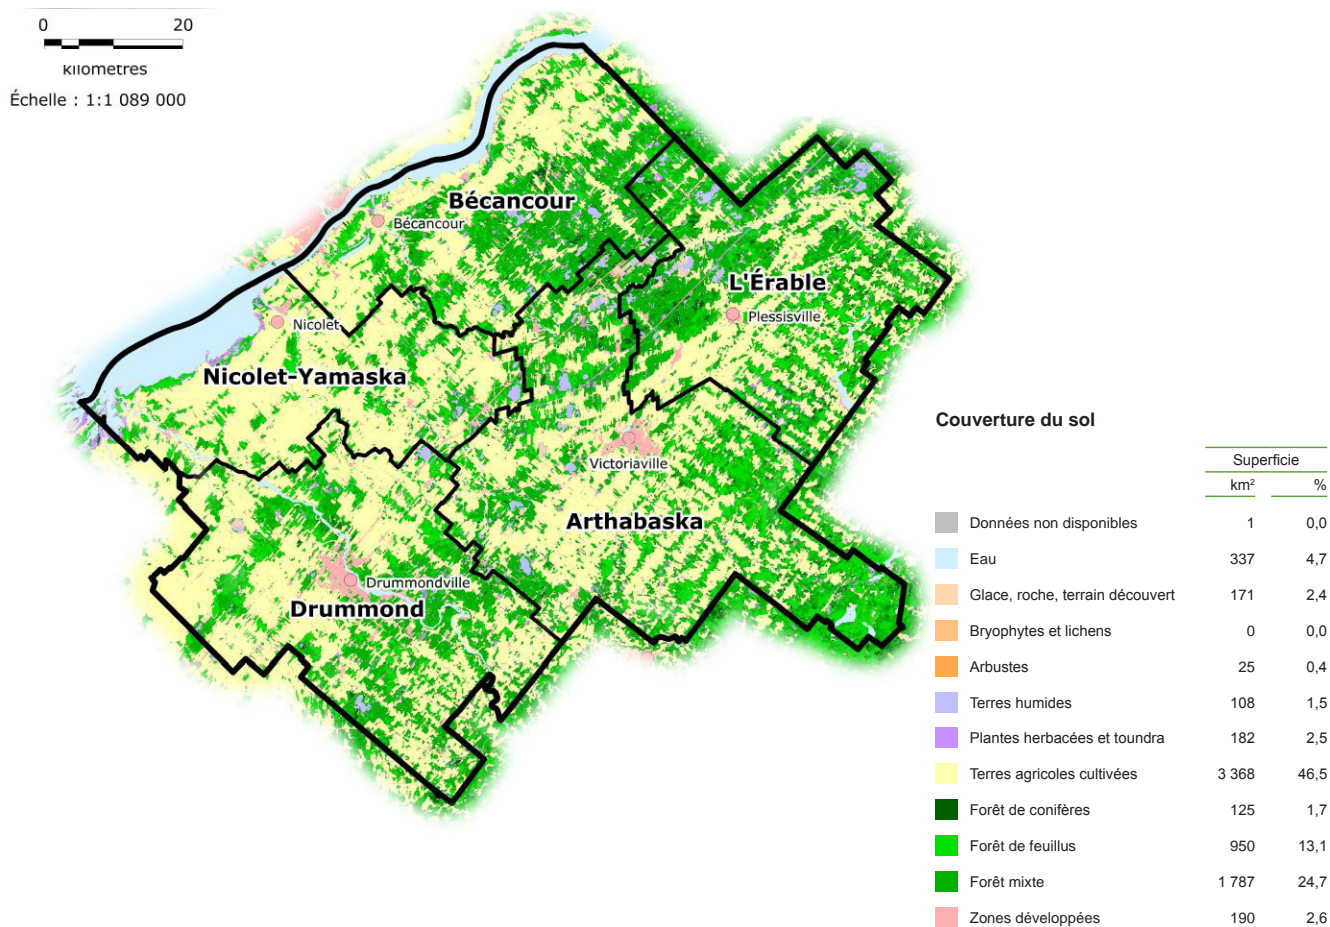 0 20
kilomètres
Échelle : 1:1 089 000
Bécancour
Bécancour
L'Érable
Plessisville
Nicolet
Nicolet-Yamaska
Victoriaville
Arthabaska
Drummondville
Drummond
Couverture du sol
Superficie
km² %
Données non disponibles 1 0,0
Eau 337 4,7
Glace, roche, terrain découvert 171 2,4
Bryophytes et lichens 0 0,0
Arbustes 25 0,4
Terres humides 108 1,5
Plantes herbacées et toundra 182 2,5
Terres agricoles cultivées 3 368 46,5
Forêt de conifères 125 1,7
Forêt de feuillus 950 13,1
Forêt mixte 1 787 24,7
Zones développées 190 2,6